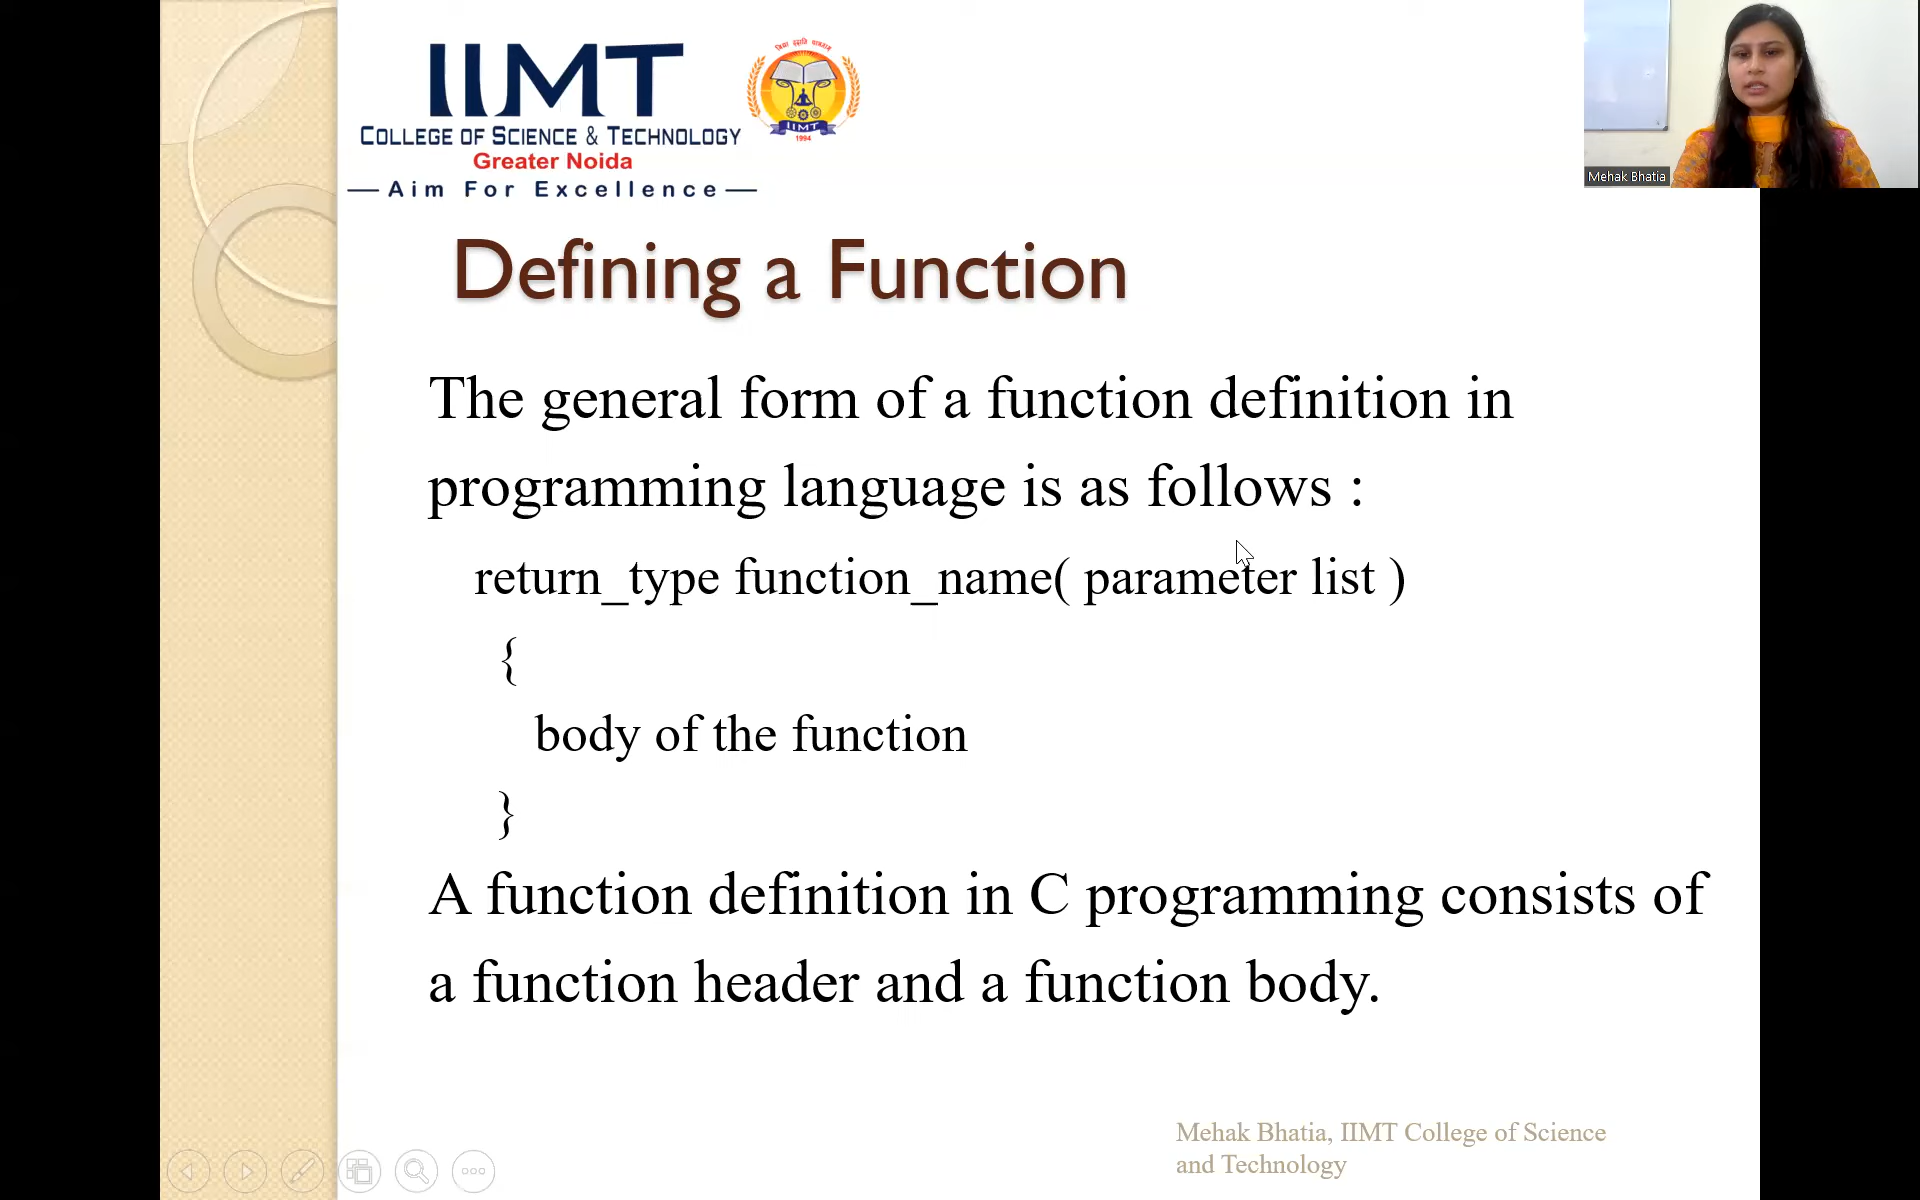 IIMT
COLLEGE OF SCIENCE & TECHNOLOGY
Greater Noida
Aim For Excellence
IIMT
1994
Mehak Bhatia
Defining a Function
The general form of a function definition in
programming language is as follows :
return_type function_name( parameter list )
{
body of the function
}
A function definition in C programming consists of
a function header and a function body.
Mehak Bhatia, IIMT College of Science
and Technology